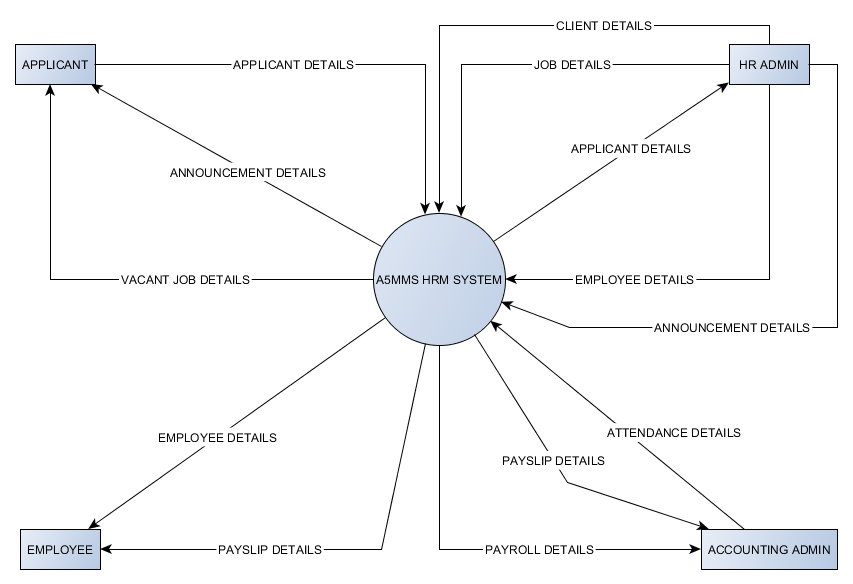 CLIENT DETAILS
APPLICANT
APPLICANT DETAILS
JOB DETAILS
HR ADMIN
APPLICANT DETAILS
ANNOUNCEMENT DETAILS
VACANT JOB DETAILS
A5MMS HRM SYSTEM
EMPLOYEE DETAILS
ANNOUNCEMENT DETAILS
EMPLOYEE DETAILS
ATTENDANCE DETAILS
PAYSLIP DETAILS
EMPLOYEE
PAYSLIP DETAILS
PAYROLL DETAILS
ACCOUNTING ADMIN